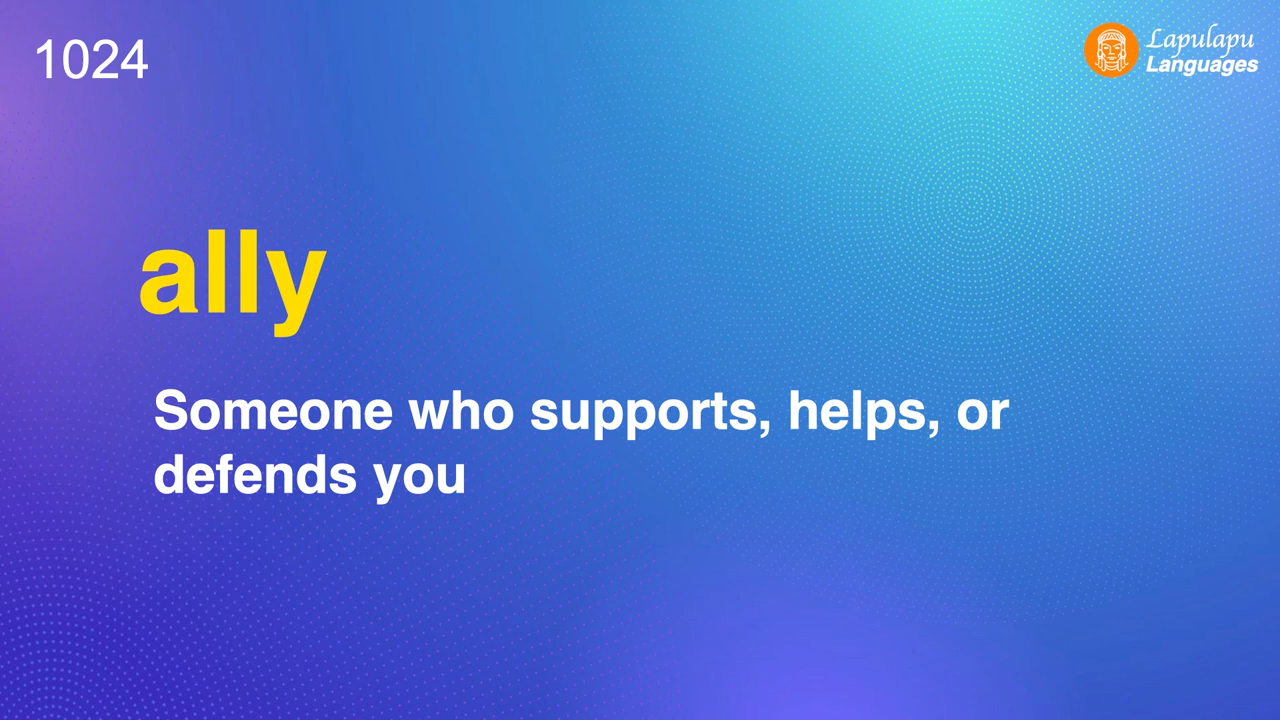 1024
Lapulapu
Languages
ally
Someone who supports, helps, or
defends you